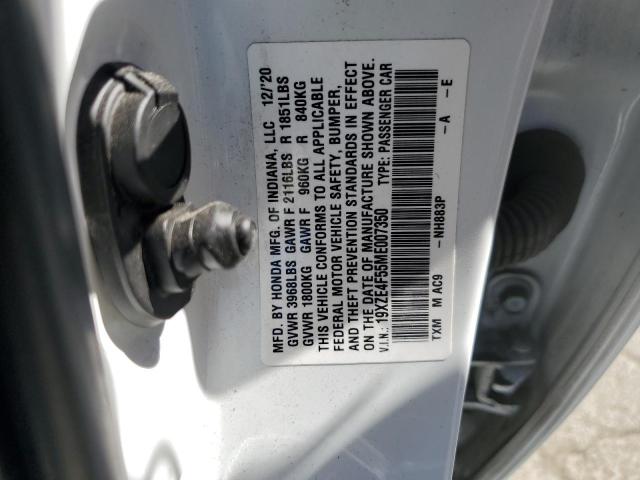 MFD. BY HONDA MFG. OF INDIANA, LLC 12/'20
GVWR 3968LBS GAWR F 2116LBS R 1851LBS
GVWR 1800KG GAWR F 960KG R 840KG
THIS VEHICLE CONFORMS TO ALL APPLICABLE
FEDERAL MOTOR VEHICLE SAFETY, BUMPER,
AND THEFT PREVENTION STANDARDS IN EFFECT
ON THE DATE OF MANUFACTURE SHOWN ABOVE.
V.I.N.: 19XZE4F55ME007350 TYPE: PASSENGER CAR
TXM M AC9 -NH883P -A -E